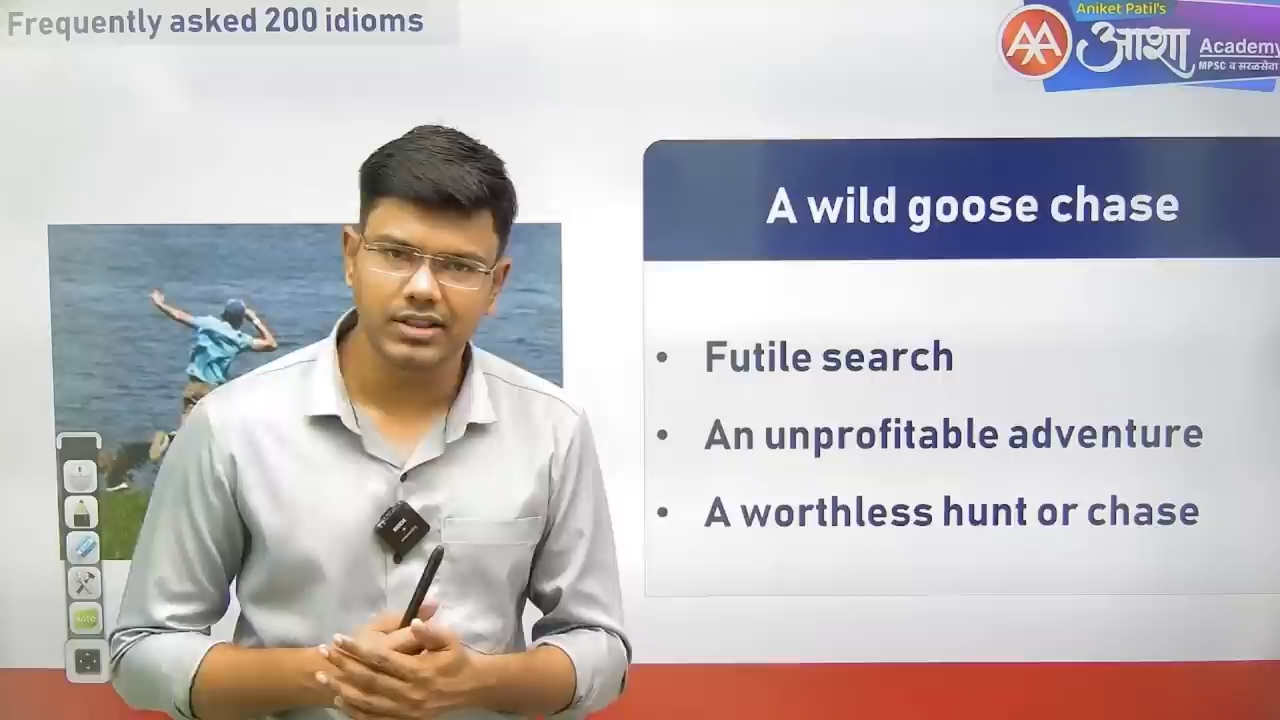 Frequently asked 200 idioms
Aniket Patil's
आशा Academy
MPSC व सरळसेवा
A wild goose chase
• Futile search
• An unprofitable adventure
• A worthless hunt or chase